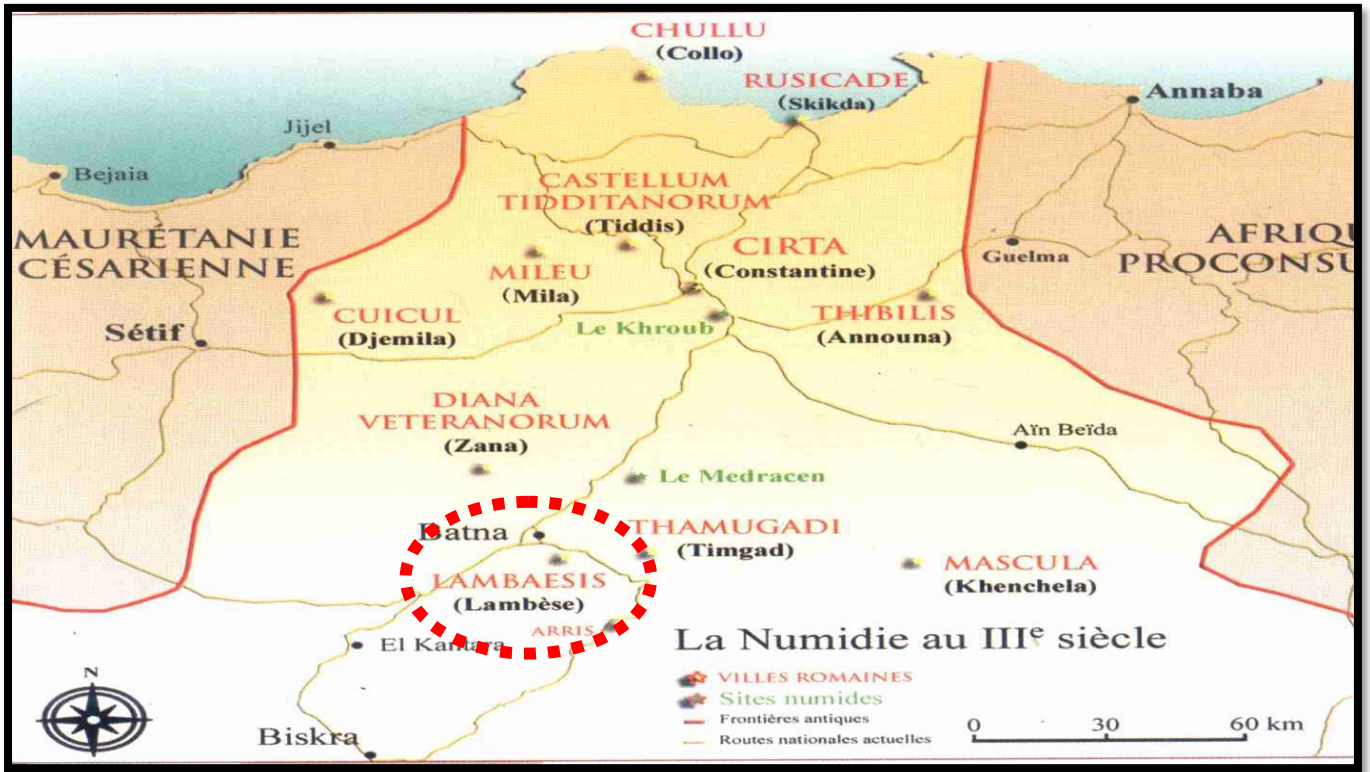 CHULLU
(Collo)
RUSICADE
(Skikda)
Annaba
Jijel
Bejaia
CASTELLUM
TIDDITANORUM
(Tiddis)
MAURÉTANIE
CÉSARIENNE
AFRIQU
PROCONSU
CIRTA
(Constantine)
Guelma
MILEU
(Mila)
CUICUL
(Djemila)
Sétif
Le Khroub
THIBILIS
(Announa)
DIANA
VETERANORUM
(Zana)
Aïn Beïda
Le Medracen
Batna
THAMUGADI
(Timgad)
LAMBAESIS
(Lambèse)
MASCULA
(Khenchela)
ARRIS
El Kantara
Biskra
N
La Numidie au IIIe siècle
VILLES ROMAINES
Sites numides
Frontières antiques
Routes nationales actuelles
0 30 60 km